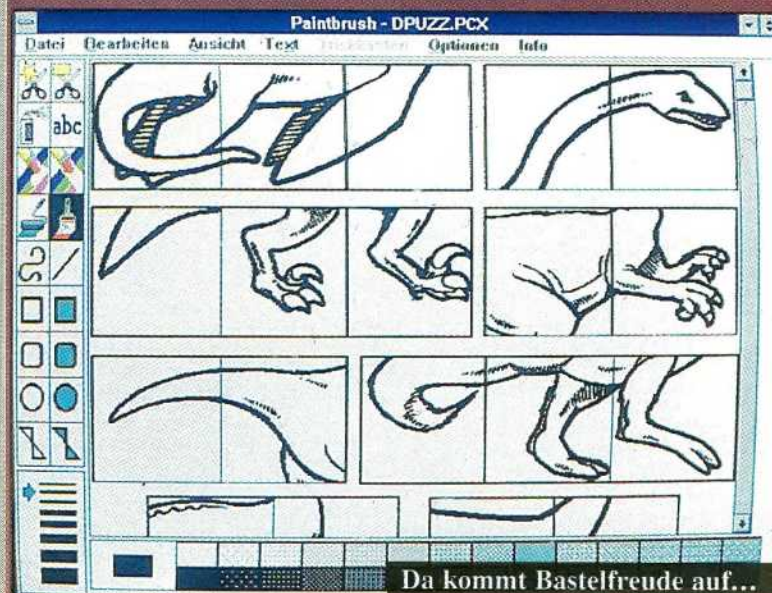 Paintbrush - DPUZZ.PCX
Datei Bearbeiten Ansicht Text Optionen Info
abc
Da kommt Bastelfreude auf...